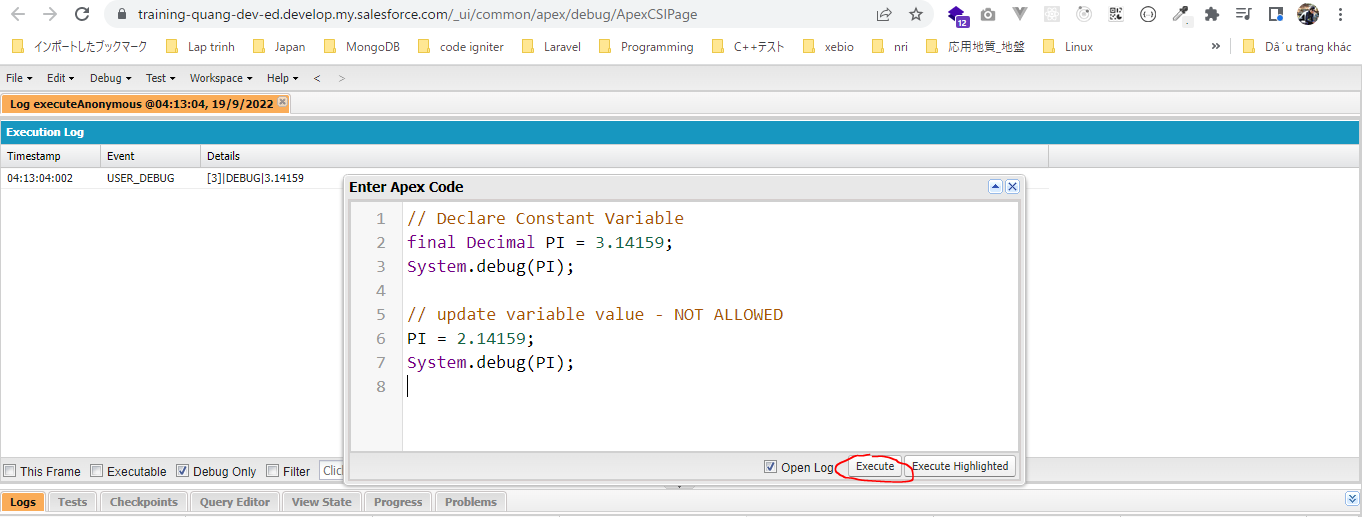 training-quang-dev-ed.develop.my.salesforce.com/_ui/common/apex/debug/ApexCSIPage
12
インポートしたブックマーク Lap trinh Japan MongoDB code igniter Laravel Programming C++テスト xebio nri 応用地質_地盤 Linux » Dấu trang khác
File Edit Debug Test Workspace Help < >
Log executeAnonymous @04:13:04, 19/9/2022
Execution Log
Timestamp Event Details
04:13:04:002 USER_DEBUG [3]|DEBUG|3.14159
Enter Apex Code
1 // Declare Constant Variable
2 final Decimal PI = 3.14159;
3 System.debug(PI);
4
5 // update variable value - NOT ALLOWED
6 PI = 2.14159;
7 System.debug(PI);
8
Open Log Execute Execute Highlighted
This Frame Executable Debug Only Filter Clic
Logs Tests Checkpoints Query Editor View State Progress Problems